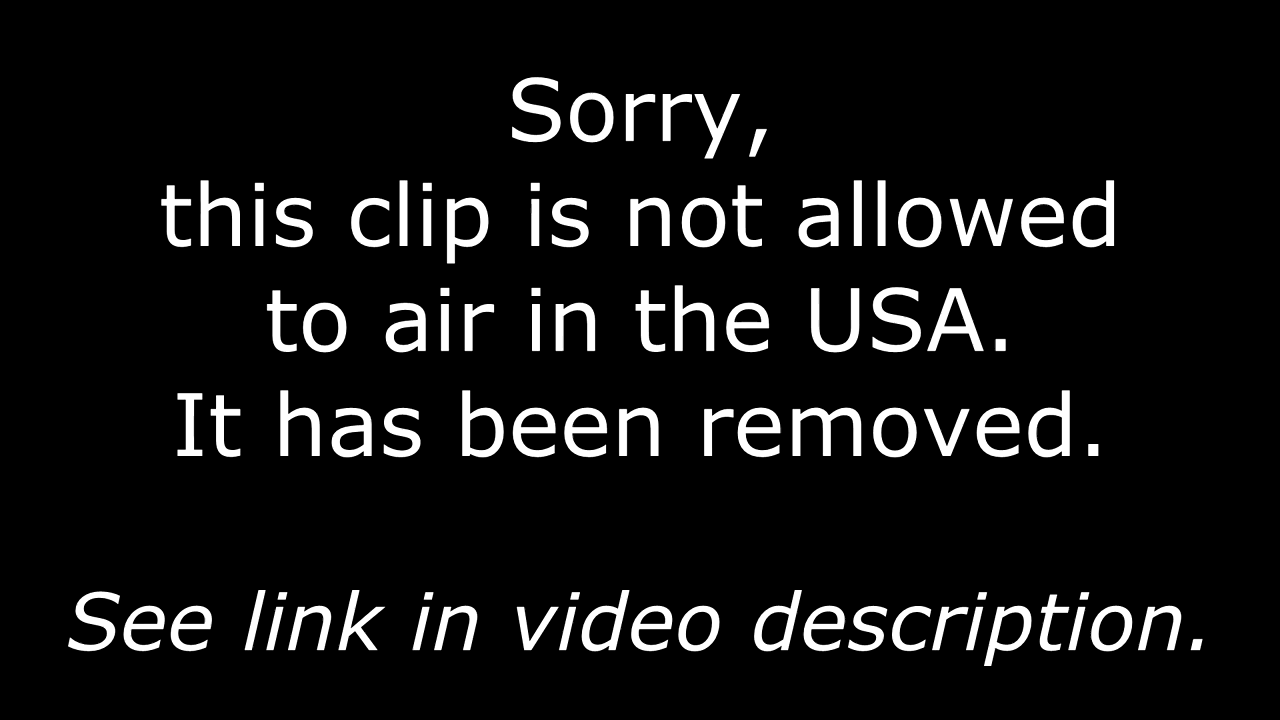 Sorry,
this clip is not allowed
to air in the USA.
It has been removed.
See link in video description.